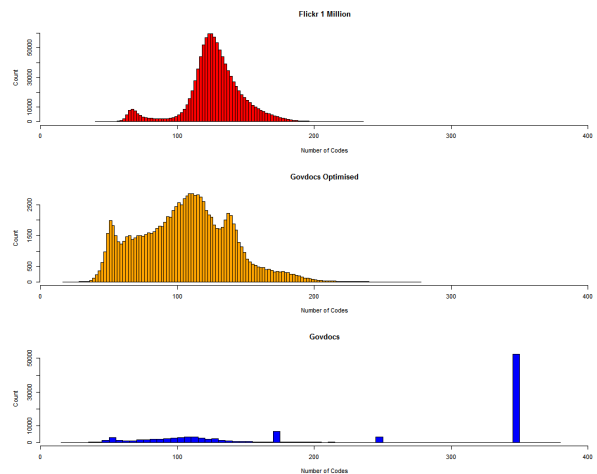 Flickr 1 Million
Count
0 10000 30000 50000
0 100 200 300 400
Number of Codes
Govdocs Optimised
Count
0 500 1500 2500
0 100 200 300 400
Number of Codes
Govdocs
Count
0 10000 30000 50000
0 100 200 300 400
Number of Codes